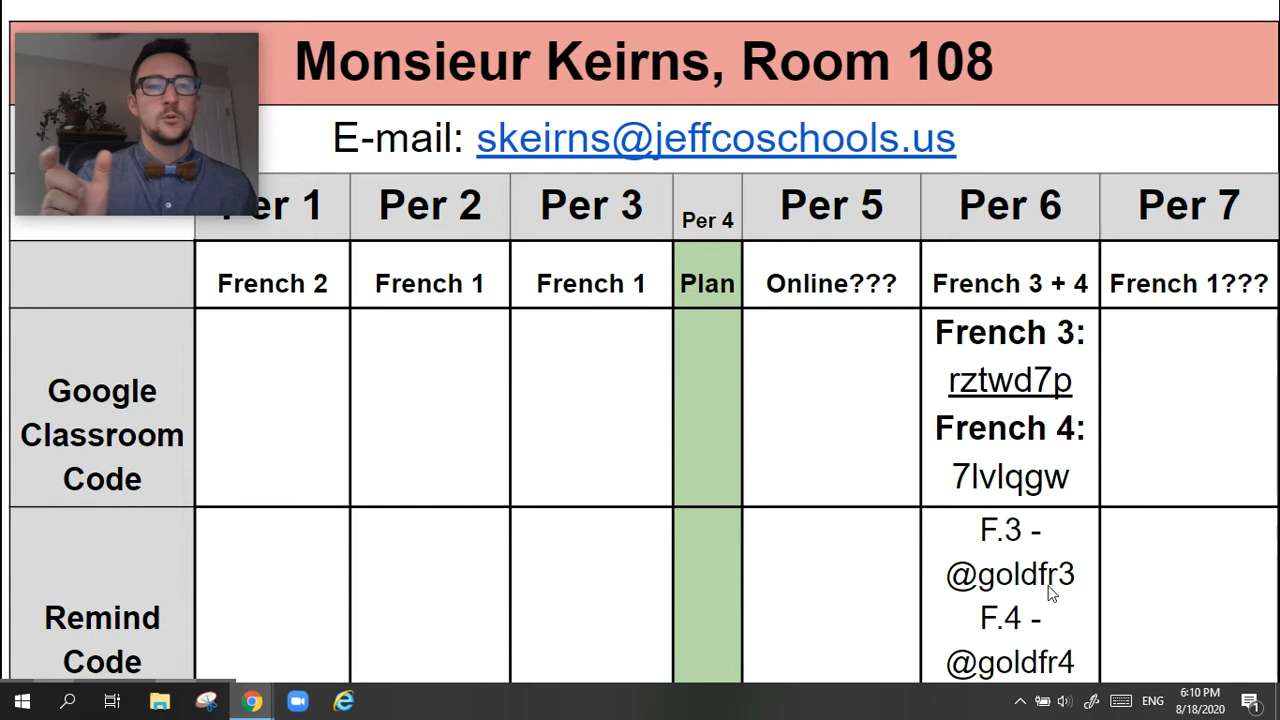 Monsieur Keirns, Room 108
E-mail: skeirns@jeffcoschools.us
Per 1 Per 2 Per 3 Per 4 Per 5 Per 6 Per 7
French 2 French 1 French 1 Plan Online??? French 3 + 4 French 1???
Google
Classroom
Code
French 3:
rztwd7p
French 4:
7lvlqgw
Remind
Code
F.3 -
@goldfr3
F.4 -
@goldfr4
ENG
6:10 PM
8/18/2020
1